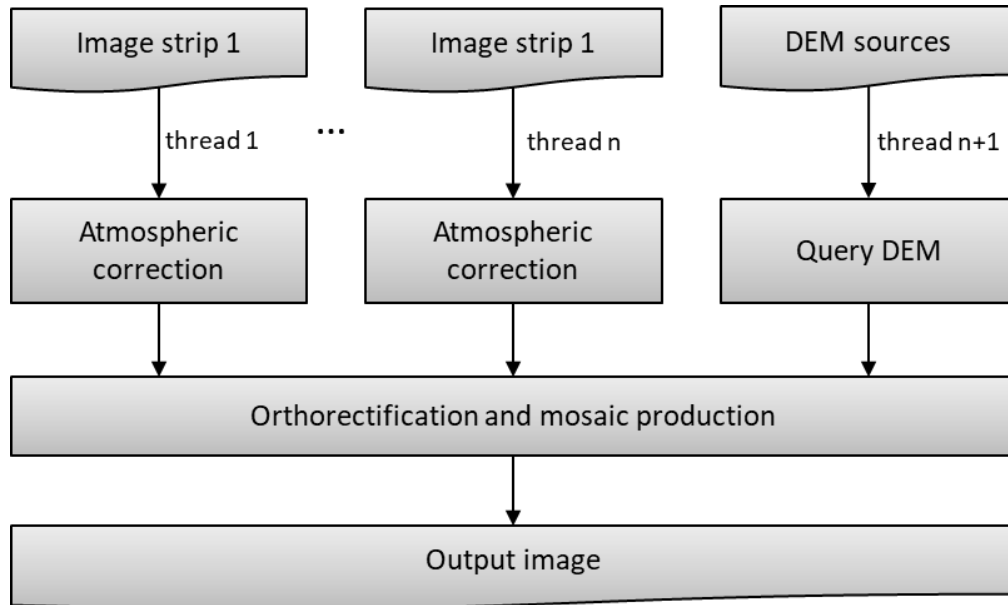 Image strip 1
Image strip 1
DEM sources
thread 1
...
thread n
thread n+1
Atmospheric
correction
Atmospheric
correction
Query DEM
Orthorectification and mosaic production
Output image